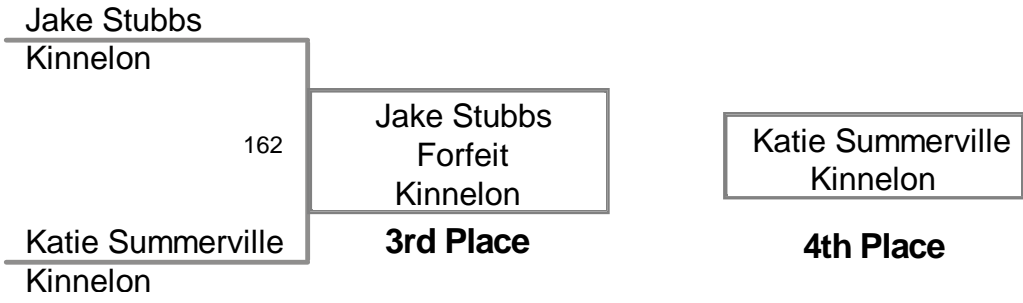 Jake Stubbs
Kinnelon
162
Katie Summerville
Kinnelon
Jake Stubbs
Forfeit
Kinnelon
3rd Place
Katie Summerville
Kinnelon
4th Place